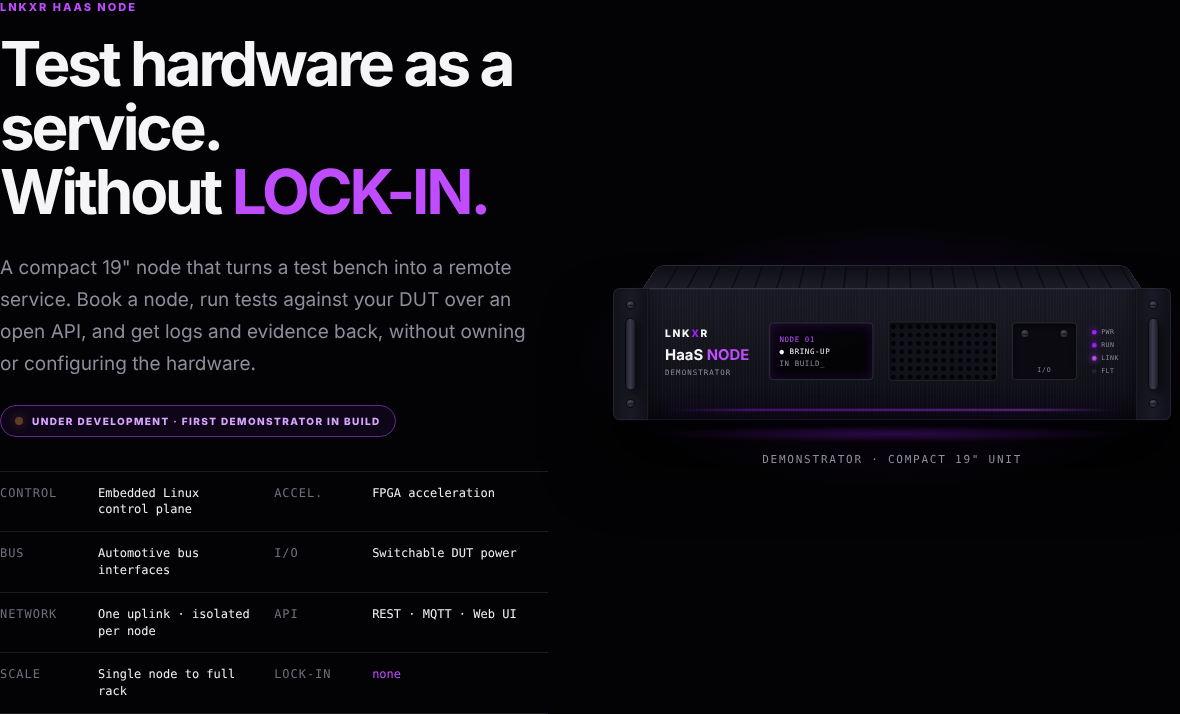 LNKXR HAAS NODE
Test hardware as a
service.
Without LOCK-IN.
A compact 19" node that turns a test bench into a remote
service. Book a node, run tests against your DUT over an
open API, and get logs and evidence back, without owning
or configuring the hardware.
UNDER DEVELOPMENT · FIRST DEMONSTRATOR IN BUILD
CONTROL Embedded Linux control plane ACCEL. FPGA acceleration
BUS Automotive bus interfaces I/O Switchable DUT power
NETWORK One uplink · isolated per node API REST · MQTT · Web UI
SCALE Single node to full rack LOCK-IN none
LNKXR
HaaS NODE
DEMONSTRATOR
NODE 01
● BRING-UP
IN BUILD_
I/O
PWR
RUN
LINK
FLT
DEMONSTRATOR · COMPACT 19" UNIT